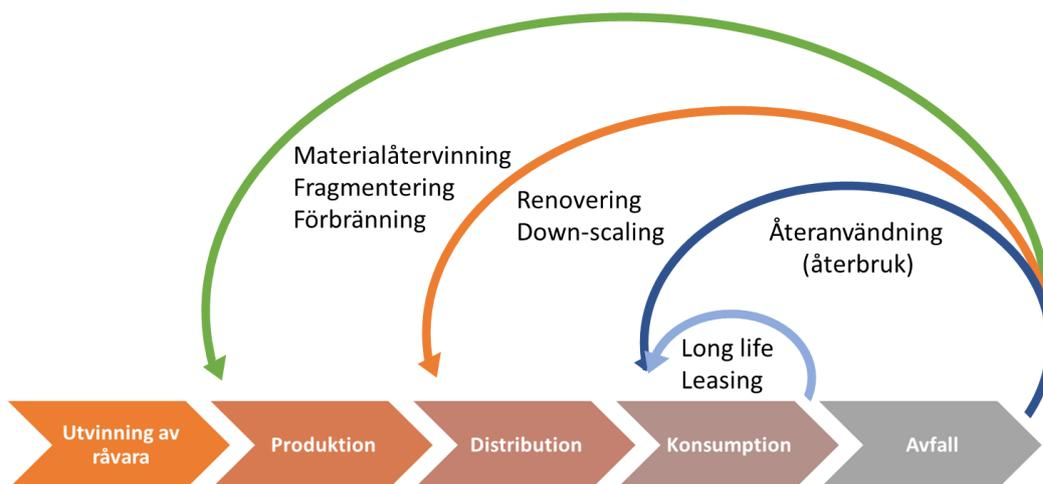 Materialåtervinning
Fragmentering
Förbränning
Renovering
Down-scaling
Återanvändning
(återbruk)
Long life
Leasing
Utvinning av
råvara
Produktion
Distribution
Konsumption
Avfall